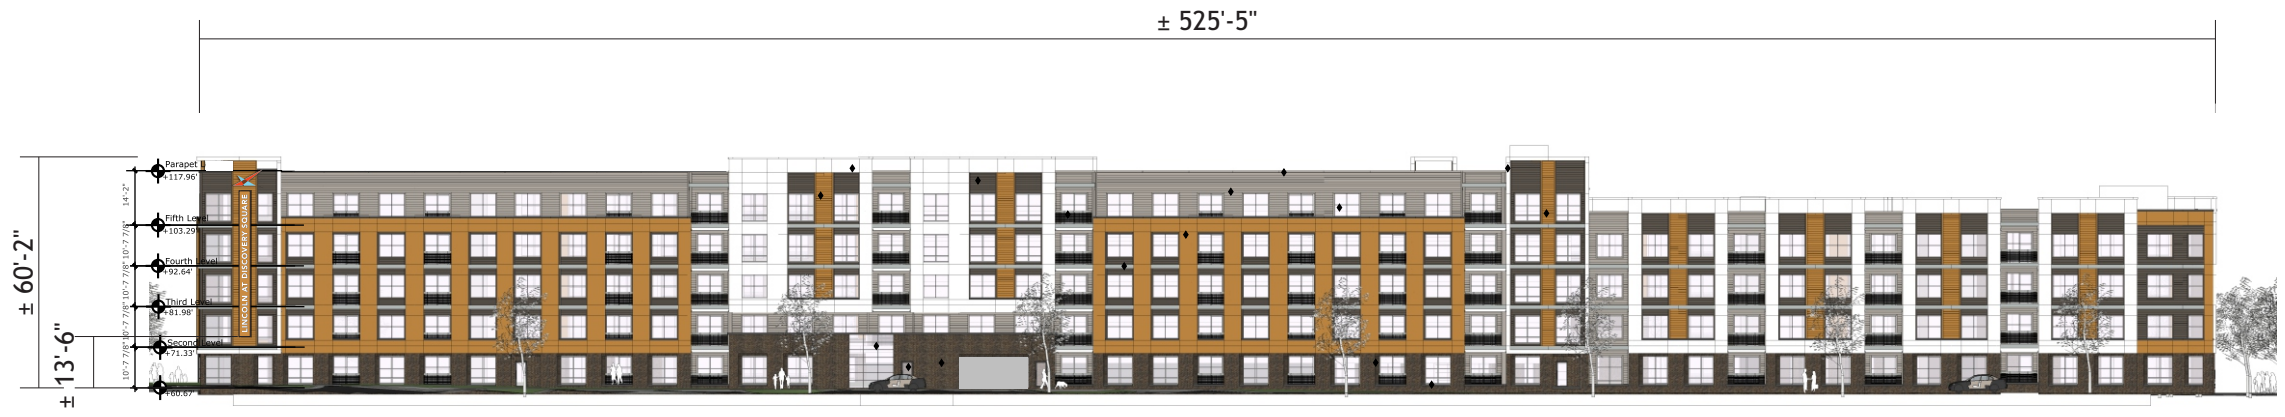 ± 525'-5"
± 60'-2"
± 13'-6"
Parapet
+117.96'
14'-2"
Fifth Level
+103.29'
10'-7 7/8"
Fourth Level
+92.64'
10'-7 7/8"
Third Level
+81.98'
10'-7 7/8"
Second Level
+71.33'
10'-7 7/8"
+60.67'
LINCOLN AT DISCOVERY SQUARE